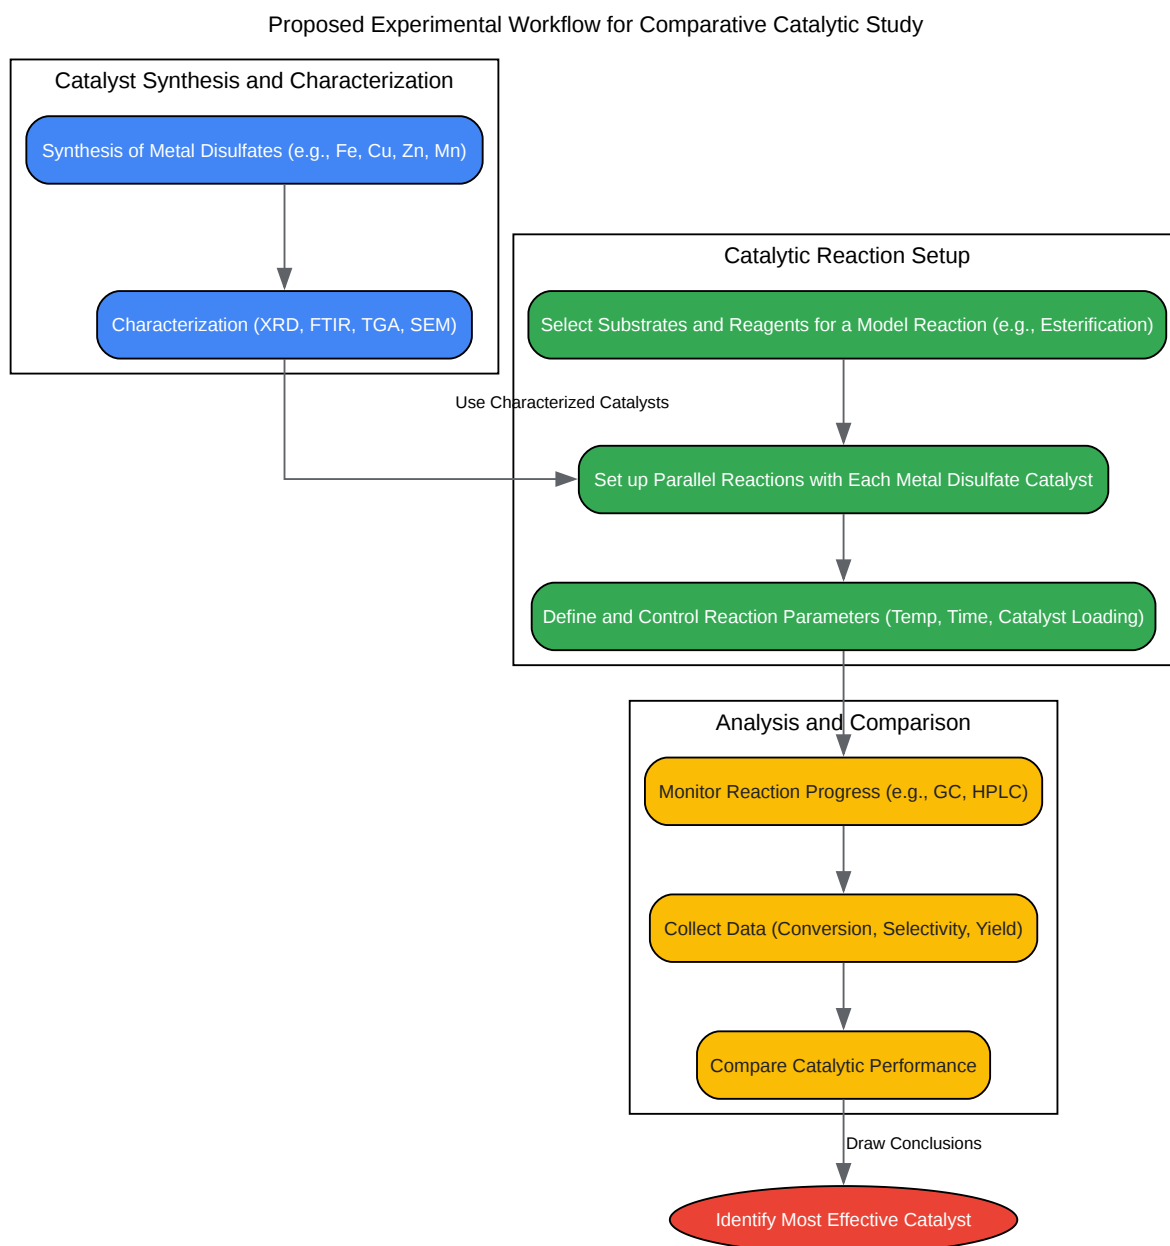 Proposed Experimental Workflow for Comparative Catalytic Study
Catalyst Synthesis and Characterization
Synthesis of Metal Disulfates (e.g., Fe, Cu, Zn, Mn)
Characterization (XRD, FTIR, TGA, SEM)
Use Characterized Catalysts
Catalytic Reaction Setup
Select Substrates and Reagents for a Model Reaction (e.g., Esterification)
Set up Parallel Reactions with Each Metal Disulfate Catalyst
Define and Control Reaction Parameters (Temp, Time, Catalyst Loading)
Analysis and Comparison
Monitor Reaction Progress (e.g., GC, HPLC)
Collect Data (Conversion, Selectivity, Yield)
Compare Catalytic Performance
Draw Conclusions
Identify Most Effective Catalyst